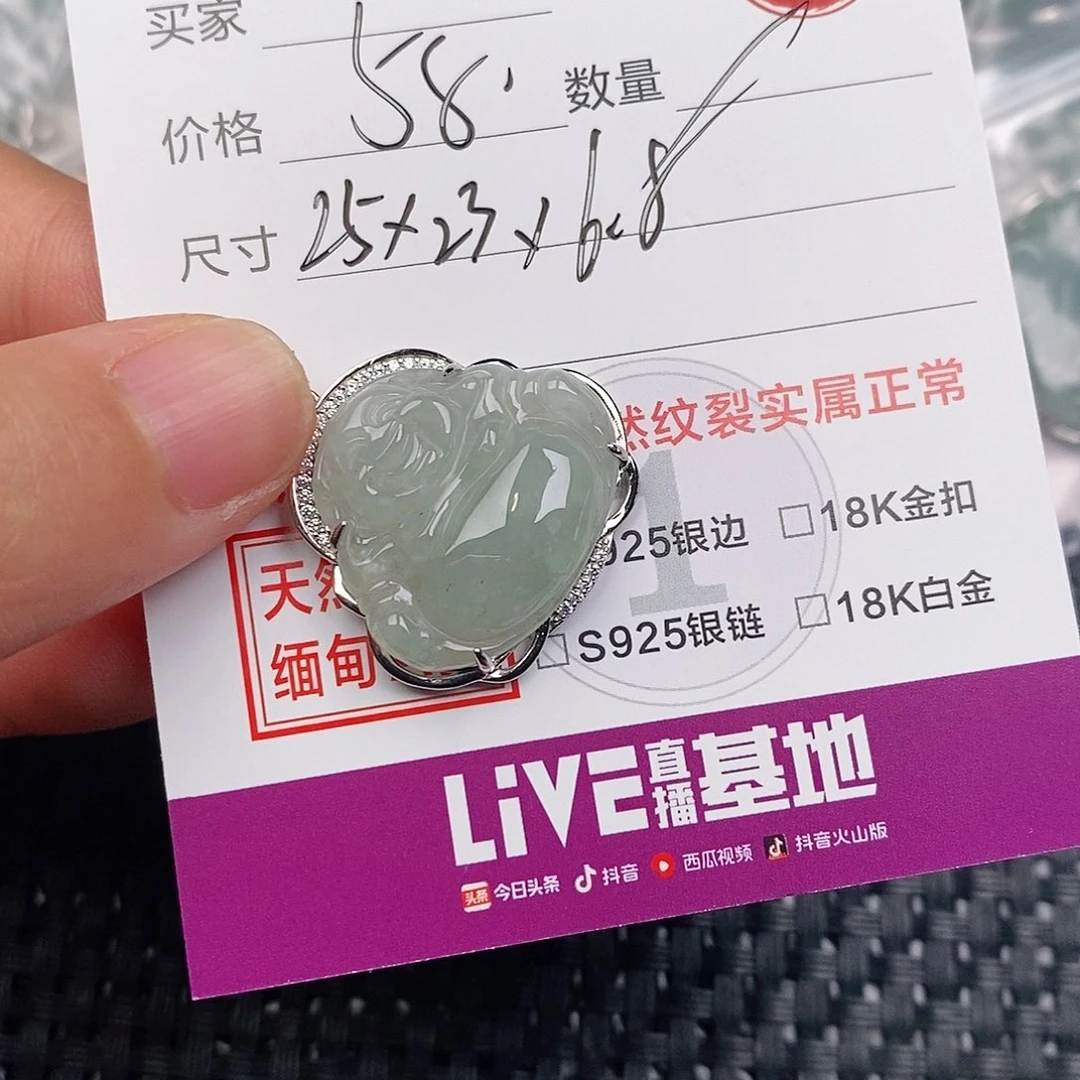 买家
价格 58. 数量
尺寸 25×23×6.8
然纹裂实属正常
天然
缅甸
925银边 □18K金扣
□S925银链 □18K白金
LiVE直播基地
头条 今日头条 抖音 西瓜视频 抖音火山版